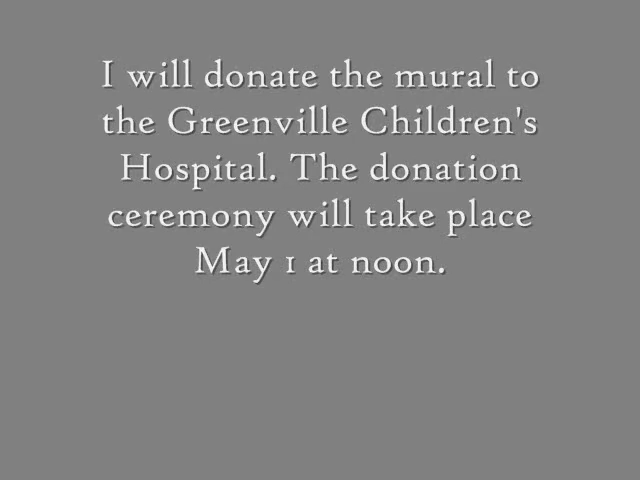 I will donate the mural to
the Greenville Children's
Hospital. The donation
ceremony will take place
May 1 at noon.